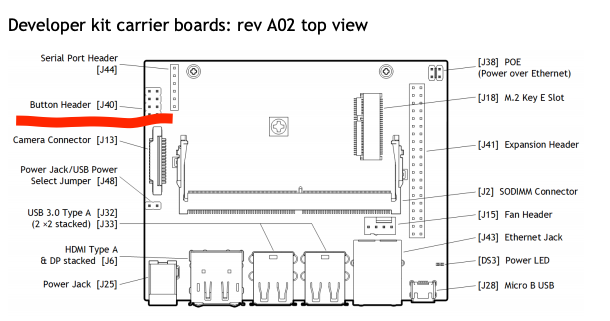 Developer kit carrier boards: rev A02 top view
Serial Port Header
[J44]
Button Header [J40]
Camera Connector [J13]
Power Jack/USB Power
Select Jumper [J48]
USB 3.0 Type A [J32]
(2 ×2 stacked) [J33]
HDMI Type A
& DP stacked [J6]
Power Jack [J25]
[J38] POE
(Power over Ethernet)
[J18] M.2 Key E Slot
[J41] Expansion Header
[J2] SODIMM Connector
[J15] Fan Header
[J43] Ethernet Jack
[DS3] Power LED
[J28] Micro B USB